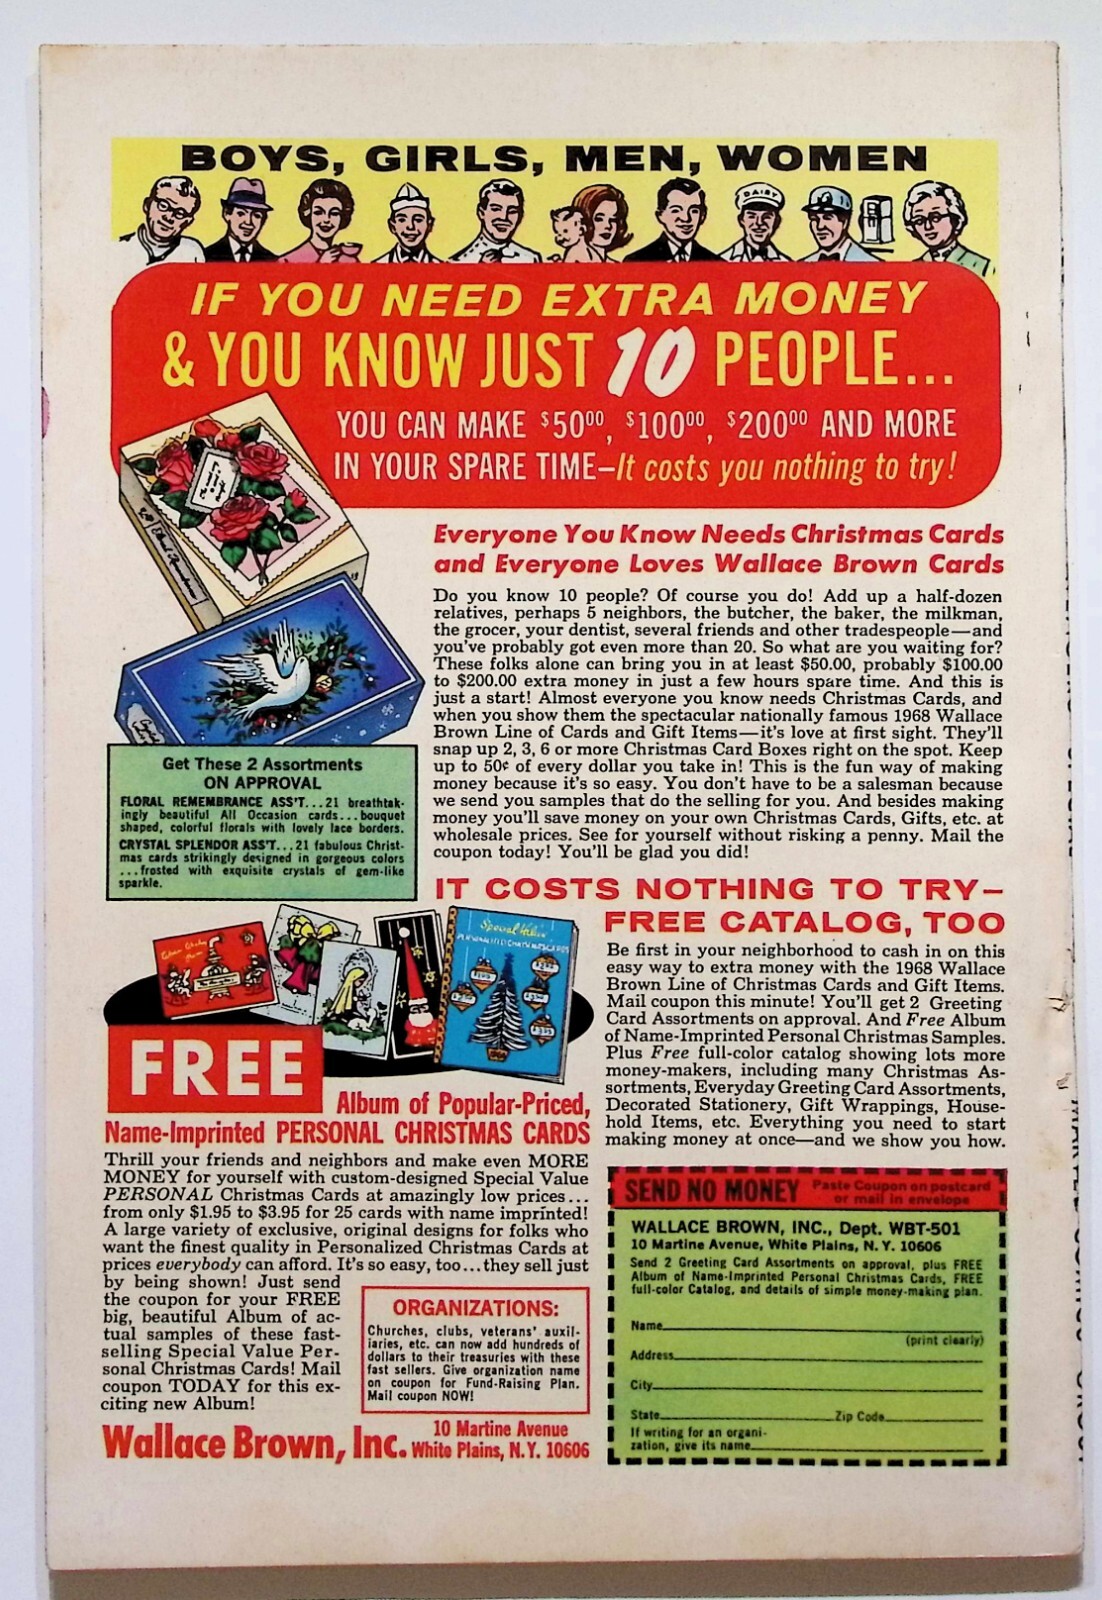 BOYS, GIRLS, MEN, WOMEN
DAIRY
IF YOU NEED EXTRA MONEY
& YOU KNOW JUST 10 PEOPLE...
YOU CAN MAKE $50⁰⁰, $100⁰⁰, $200⁰⁰ AND MORE
IN YOUR SPARE TIME—It costs you nothing to try!
Everyone You Know Needs Christmas Cards
and Everyone Loves Wallace Brown Cards
Do you know 10 people? Of course you do! Add up a half-dozen
relatives, perhaps 5 neighbors, the butcher, the baker, the milkman,
the grocer, your dentist, several friends and other tradespeople—and
you've probably got even more than 20. So what are you waiting for?
These folks alone can bring you in at least $50.00, probably $100.00
to $200.00 extra money in just a few hours spare time. And this is
just a start! Almost everyone you know needs Christmas Cards, and
when you show them the spectacular nationally famous 1968 Wallace
Brown Line of Cards and Gift Items—it's love at first sight. They'll
snap up 2, 3, 6 or more Christmas Card Boxes right on the spot. Keep
up to 50¢ of every dollar you take in! This is the fun way of making
money because it's so easy. You don't have to be a salesman because
we send you samples that do the selling for you. And besides making
money you'll save money on your own Christmas Cards, Gifts, etc. at
wholesale prices. See for yourself without risking a penny. Mail the
coupon today! You'll be glad you did!
Get These 2 Assortments
ON APPROVAL
FLORAL REMEMBRANCE ASS'T...21 breathtak-
ingly beautiful All Occasion cards...bouquet
shaped, colorful florals with lovely lace borders.
CRYSTAL SPLENDOR ASS'T...21 fabulous Christ-
mas cards strikingly designed in gorgeous colors
...frosted with exquisite crystals of gem-like
sparkle.
IT COSTS NOTHING TO TRY—
FREE CATALOG, TOO
Be first in your neighborhood to cash in on this
easy way to extra money with the 1968 Wallace
Brown Line of Christmas Cards and Gift Items.
Mail coupon this minute! You'll get 2 Greeting
Card Assortments on approval. And Free Album
of Name-Imprinted Personal Christmas Samples.
Plus Free full-color catalog showing lots more
money-makers, including many Christmas As-
sortments, Everyday Greeting Card Assortments,
Decorated Stationery, Gift Wrappings, House-
hold Items, etc. Everything you need to start
making money at once—and we show you how.
Special Value
PERSONALIZED CHRISTMAS CARDS
FREE
Album of Popular-Priced,
Name-Imprinted PERSONAL CHRISTMAS CARDS
Thrill your friends and neighbors and make even MORE
MONEY for yourself with custom-designed Special Value
PERSONAL Christmas Cards at amazingly low prices...
from only $1.95 to $3.95 for 25 cards with name imprinted!
A large variety of exclusive, original designs for folks who
want the finest quality in Personalized Christmas Cards at
prices everybody can afford. It's so easy, too...they sell just
by being shown! Just send
the coupon for your FREE
big, beautiful Album of ac-
tual samples of these fast-
selling Special Value Per-
sonal Christmas Cards! Mail
coupon TODAY for this ex-
citing new Album!
ORGANIZATIONS:
Churches, clubs, veterans' auxil-
iaries, etc. can now add hundreds of
dollars to their treasuries with these
fast sellers. Give organization name
on coupon for Fund-Raising Plan.
Mail coupon NOW!
Wallace Brown, Inc. 10 Martine Avenue
White Plains, N.Y. 10606
SEND NO MONEY Paste Coupon on postcard
or mail in envelope
WALLACE BROWN, INC., Dept. WBT-501
10 Martine Avenue, White Plains, N. Y. 10606
Send 2 Greeting Card Assortments on approval, plus FREE
Album of Name-Imprinted Personal Christmas Cards, FREE
full-color Catalog, and details of simple money-making plan.
Name
(print clearly)
Address
City
State Zip Code
If writing for an organi-
zation, give its name